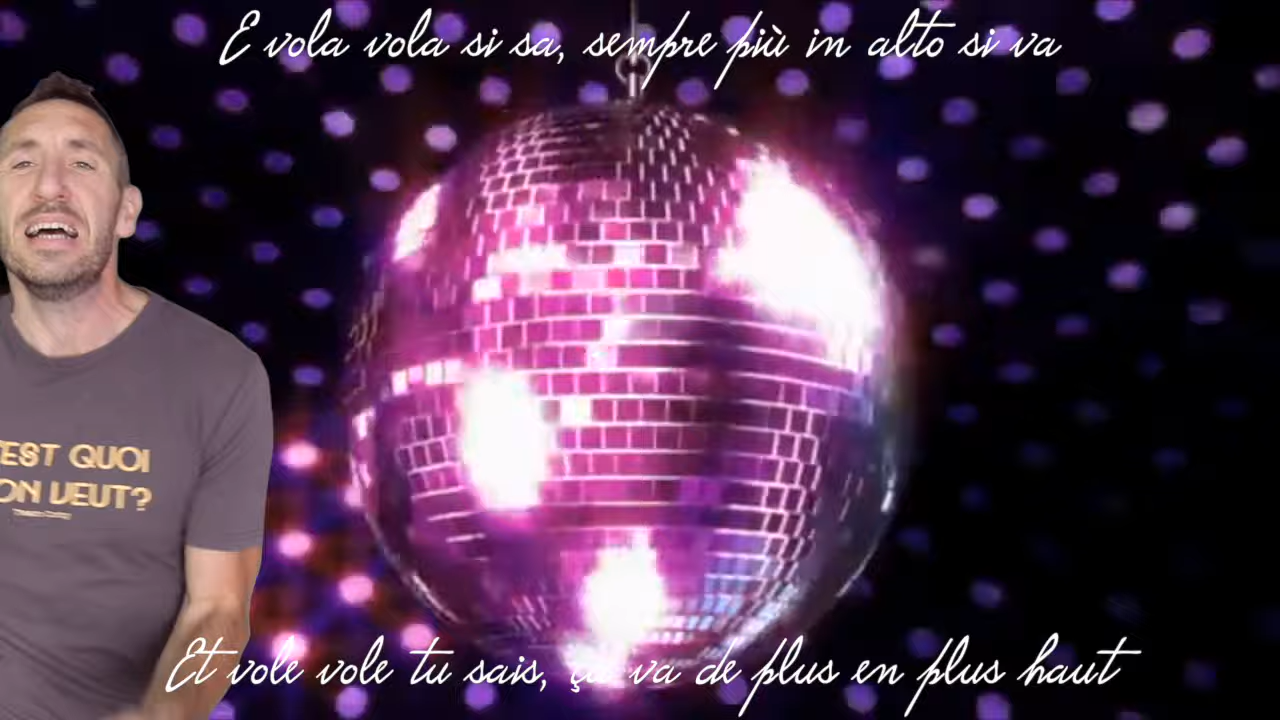 E vola vola si sa, sempre più in alto si va
'EST QUOI
ON VEUT?
Et vole vole tu sais, ça va de plus en plus haut